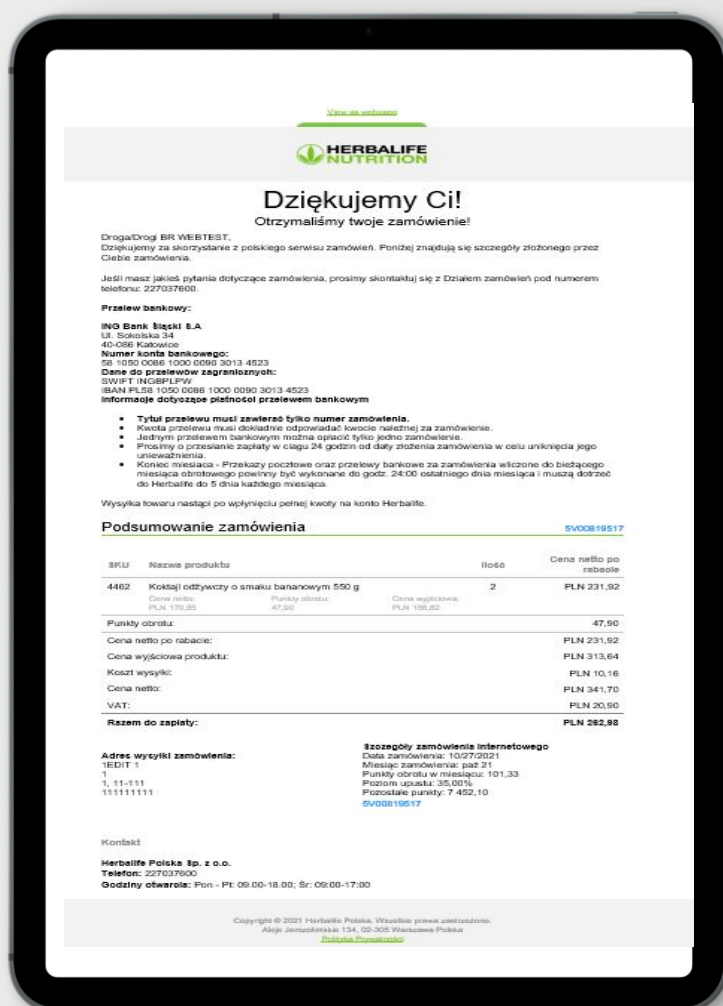 View as webpage
HERBALIFE
NUTRITION
Dziękujemy Ci!
Otrzymaliśmy twoje zamówienie!
Droga/Drogi BR WEBTEST,
Dziękujemy za skorzystanie z polskiego serwisu zamówień. Poniżej znajdują się szczegóły złożonego przez
Ciebie zamówienia.
Jeśli masz jakieś pytania dotyczące zamówienia, prosimy skontaktuj się z Działem zamówień pod numerem
telefonu: 227037600.
Przelew bankowy:
ING Bank Śląski S.A
Ul. Sokolska 34
40-086 Katowice
Numer konta bankowego:
58 1050 0086 1000 0090 3013 4523
Dane do przelewów zagranicznych:
SWIFT INGBPLPW
IBAN PL58 1050 0086 1000 0090 3013 4523
Informacje dotyczące płatności przelewem bankowym
• Tytuł przelewu musi zawierać tylko numer zamówienia.
• Kwota przelewu musi dokładnie odpowiadać kwocie należnej za zamówienie.
• Jednym przelewem bankowym można opłacić tylko jedno zamówienie.
• Prosimy o przesłanie zapłaty w ciągu 24 godzin od daty złożenia zamówienia w celu uniknięcia jego
unieważnienia.
• Koniec miesiaca - Przekazy pocztowe oraz przelewy bankowe za zamówienia wliczone do bieżącego
miesiąca obrotowego powinny być wykonane do godz. 24:00 ostatniego dnia miesiąca i muszą dotrzeć
do Herbalife do 5 dnia każdego miesiąca.
Wysyłka towaru nastąpi po wpłynięciu pełnej kwoty na konto Herbalife.
Podsumowanie zamówienia 5V00819517
SKU Nazwa produktu Ilość Cena netto po rabacie
4462 Koktajl odżywczy o smaku bananowym 550 g 2 PLN 231,92
Cena netto: Punkty obrotu: Cena wyjściowa:
PLN 170,85 47,90 PLN 156,82
Punkty obrotu: 47,90
Cena netto po rabacie: PLN 231,92
Cena wyjściowa produktu: PLN 313,64
Koszt wysyłki: PLN 10,16
Cena netto: PLN 341,70
VAT: PLN 20,90
Razem do zapłaty: PLN 262,98
Adres wysyłki zamówienia:
1EDIT 1
1
1, 11-111
111111111
Szczegóły zamówienia internetowego
Data zamówienia: 10/27/2021
Miesiąc zamówienia: paź 21
Punkty obrotu w miesiącu: 101,33
Poziom upustu: 35,00%
Pozostałe punkty: 7 452,10
5V00819517
Kontakt
Herbalife Polska Sp. z o.o.
Telefon: 227037600
Godziny otwarcia: Pon - Pt: 09.00-18.00; Śr: 09:00-17:00
Copyright © 2021 Herbalife Polska. Wszelkie prawa zastrzeżone.
Aleje Jerozolimskie 134, 02-305 Warszawa Polska
Polityka Prywatności